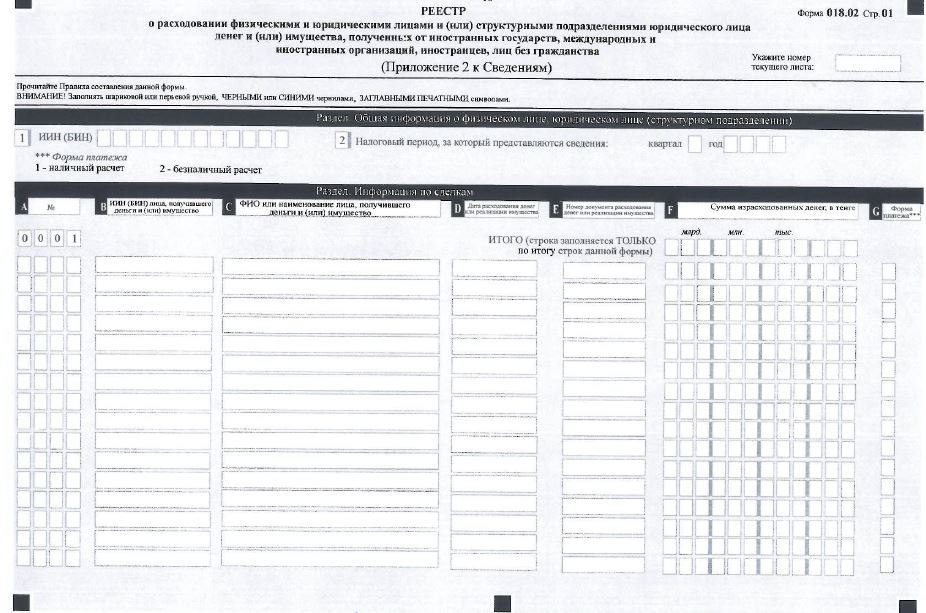 РЕЕСТР
Форма 018.02 Стр. 01
о расходовании физическими и юридическими лицами и (или) структурными подразделениями юридического лица
денег и (или) имущества, полученных от иностранных государств, международных и
иностранных организаций, иностранцев, лиц без гражданства
(Приложение 2 к Сведениям)
Укажите номер
текущего листа:
Прочитайте Правила составления данной формы.
ВНИМАНИЕ! Заполнять шариковой или перьевой ручкой, ЧЕРНЫМИ или СИНИМИ чернилами, ЗАГЛАВНЫМИ ПЕЧАТНЫМИ символами.
Раздел. Общая информация о физическом лице, юридическом лице (структурном подразделении)
1 ИИН (БИН)
2 Налоговый период, за который представляются сведения: квартал год
*** Форма платежа
1 - наличный расчет 2 - безналичный расчет
Раздел. Информация по сделкам
A №
B ИИН (БИН) лица, получившего
деньги и (или) имущество
C ФИО или наименование лица, получившего
деньги и (или) имущество
D Дата расходования денег
или реализации имущества
E Номер документа расходования
денег или реализации имущества
F Сумма израсходованных денег, в тенге
G Форма
платежа***
млрд. млн. тыс.
0 0 0 1
ИТОГО (строка заполняется ТОЛЬКО
по итогу строк данной формы)